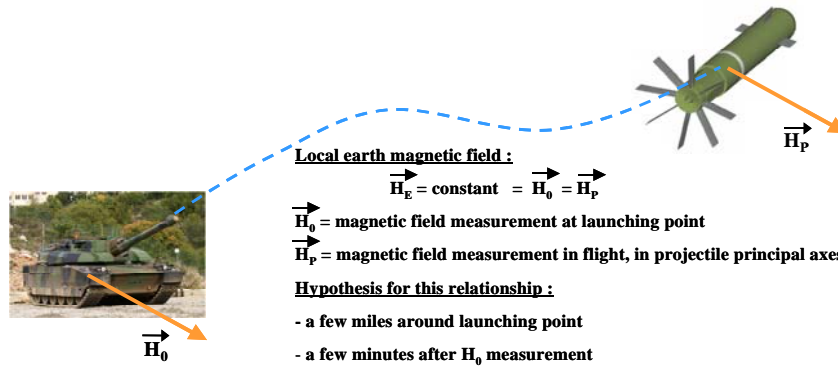 H_P
Local earth magnetic field :
H_E = constant = H_0 = H_P
H_0 = magnetic field measurement at launching point
H_P = magnetic field measurement in flight, in projectile principal axes
Hypothesis for this relationship :
- a few miles around launching point
- a few minutes after H_0 measurement
H_0